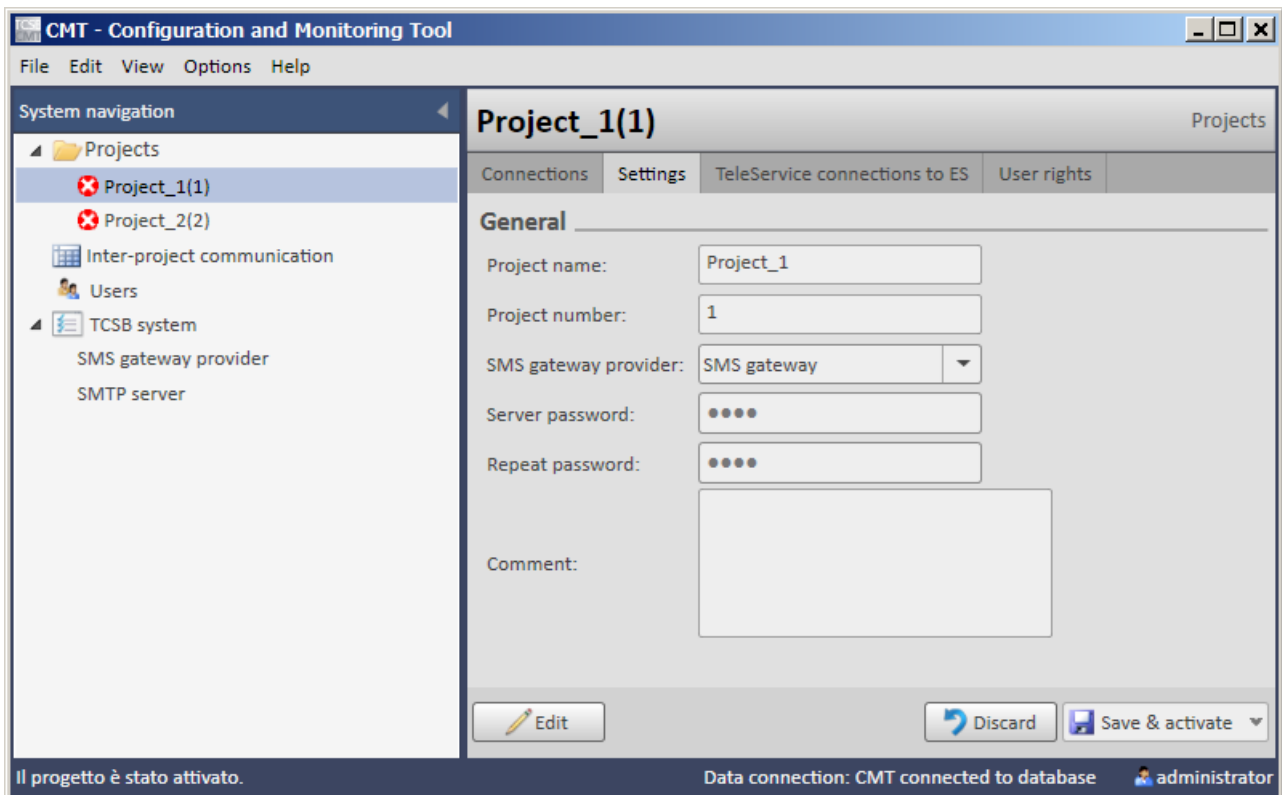 CMT - Configuration and Monitoring Tool
File Edit View Options Help
System navigation
Projects
Project_1(1)
Project_2(2)
Inter-project communication
Users
TCSB system
SMS gateway provider
SMTP server
Project_1(1)
Projects
Connections Settings TeleService connections to ES User rights
General
Project name: Project_1
Project number: 1
SMS gateway provider: SMS gateway
Server password: ●●●●
Repeat password: ●●●●
Comment:
Edit Discard Save & activate
Il progetto è stato attivato. Data connection: CMT connected to database administrator